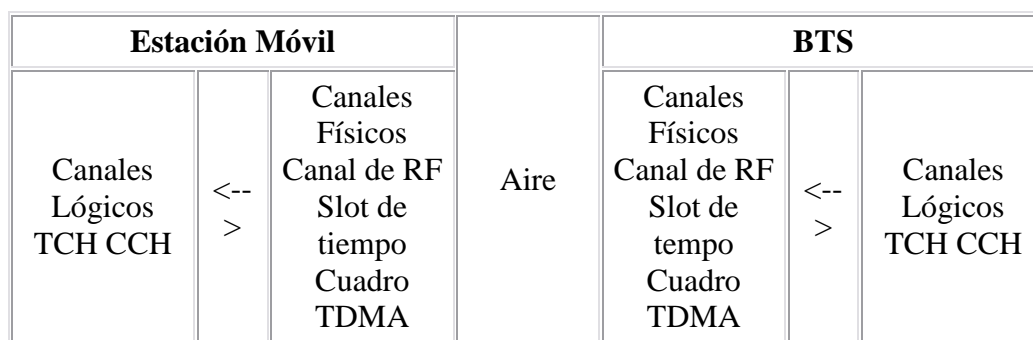 Estación Móvil
BTS
Canales
Lógicos
TCH CCH
<--
>
Canales
Físicos
Canal de RF
Slot de
tiempo
Cuadro
TDMA
Aire
Canales
Físicos
Canal de RF
Slot de
tempo
Cuadro
TDMA
<--
>
Canales
Lógicos
TCH CCH